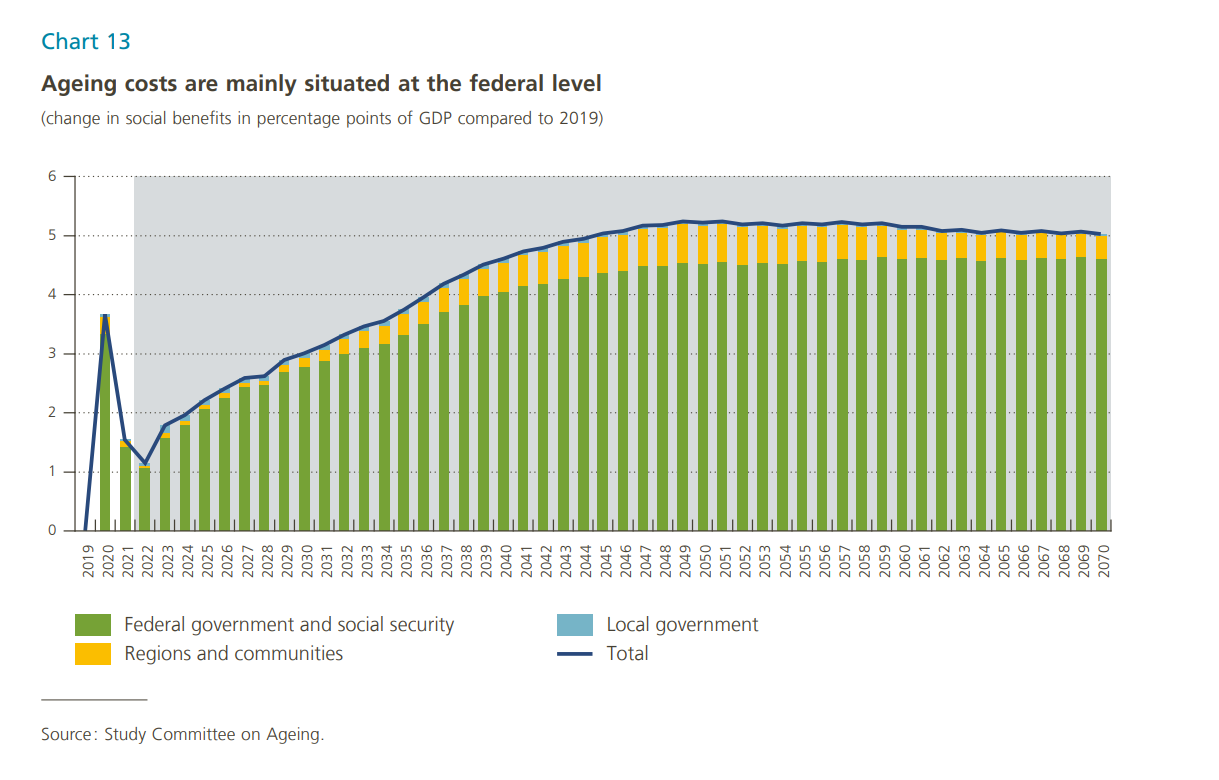 Chart 13
Ageing costs are mainly situated at the federal level
(change in social benefits in percentage points of GDP compared to 2019)
6
5
4
3
2
1
0
2019 2020 2021 2022 2023 2024 2025 2026 2027 2028 2029 2030 2031 2032 2033 2034 2035 2036 2037 2038 2039 2040 2041 2042 2043 2044 2045 2046 2047 2048 2049 2050 2051 2052 2053 2054 2055 2056 2057 2058 2059 2060 2061 2062 2063 2064 2065 2066 2067 2068 2069 2070
Federal government and social security
Local government
Regions and communities
Total
Source: Study Committee on Ageing.